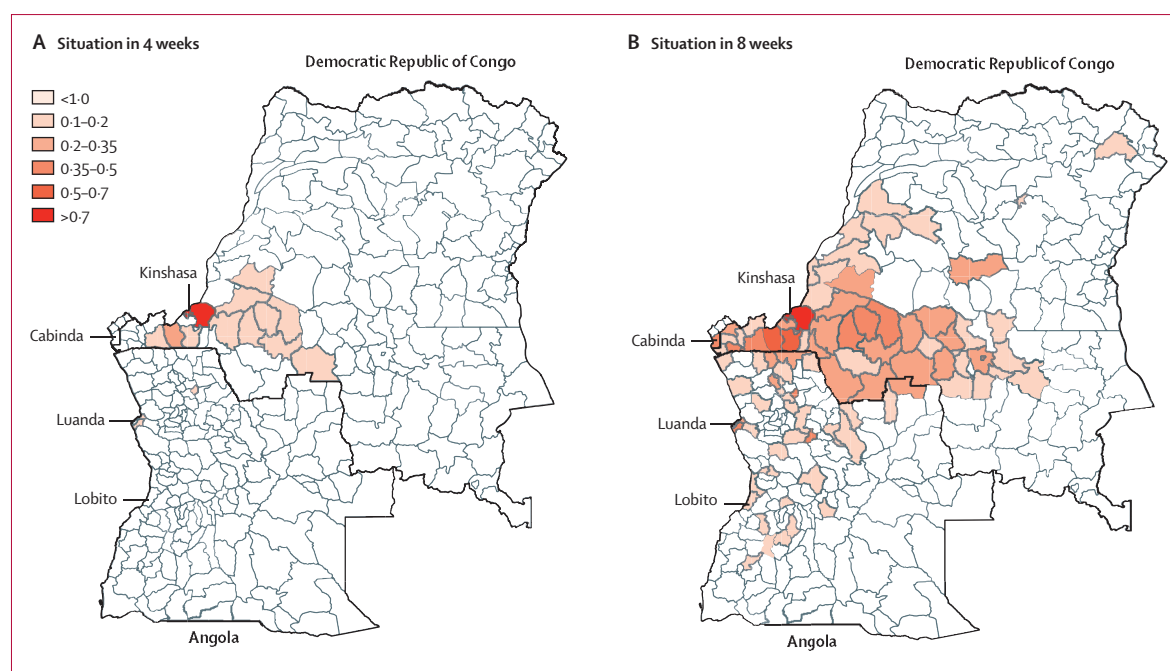 A Situation in 4 weeks
Democratic Republic of Congo
<1·0
0·1–0·2
0·2–0·35
0·35–0·5
0·5–0·7
>0·7
Kinshasa
Cabinda
Luanda
Lobito
Angola
B Situation in 8 weeks
Democratic Republic of Congo
Kinshasa
Cabinda
Luanda
Lobito
Angola